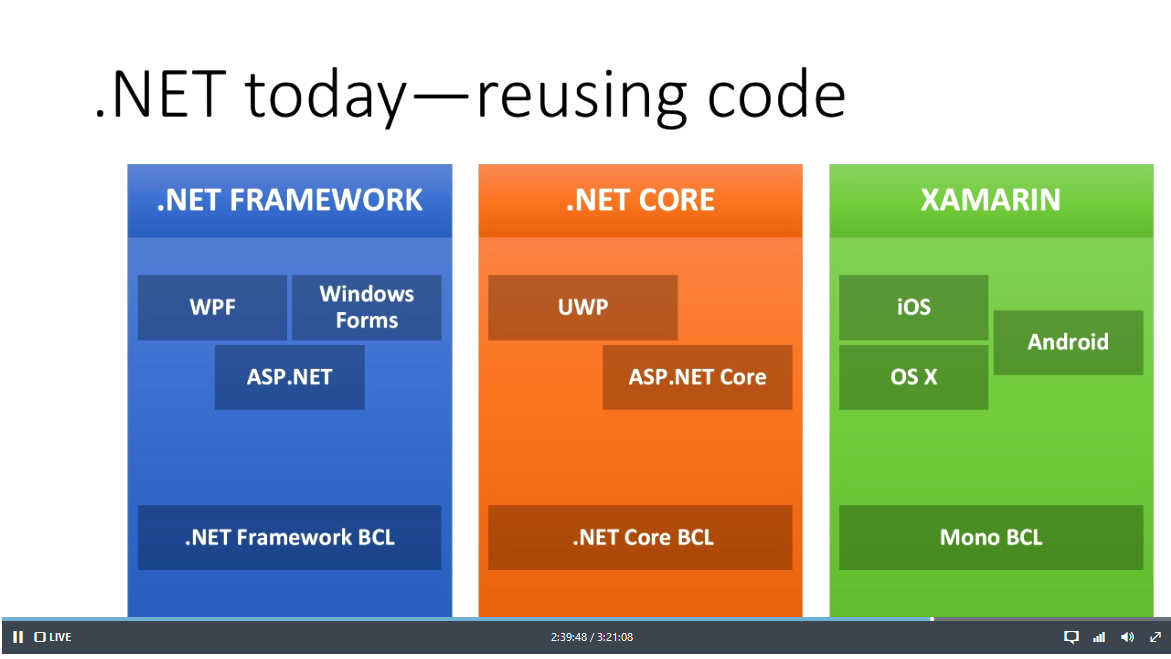 .NET today—reusing code
.NET FRAMEWORK
WPF
Windows
Forms
ASP.NET
.NET Framework BCL
.NET CORE
UWP
ASP.NET Core
.NET Core BCL
XAMARIN
iOS
Android
OS X
Mono BCL
LIVE
2:39:48 / 3:21:08